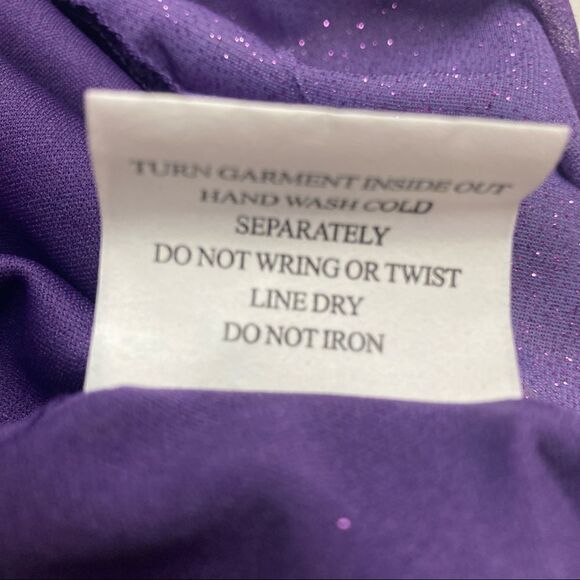 TURN GARMENT INSIDE OUT
HAND WASH COLD
SEPARATELY
DO NOT WRING OR TWIST
LINE DRY
DO NOT IRON